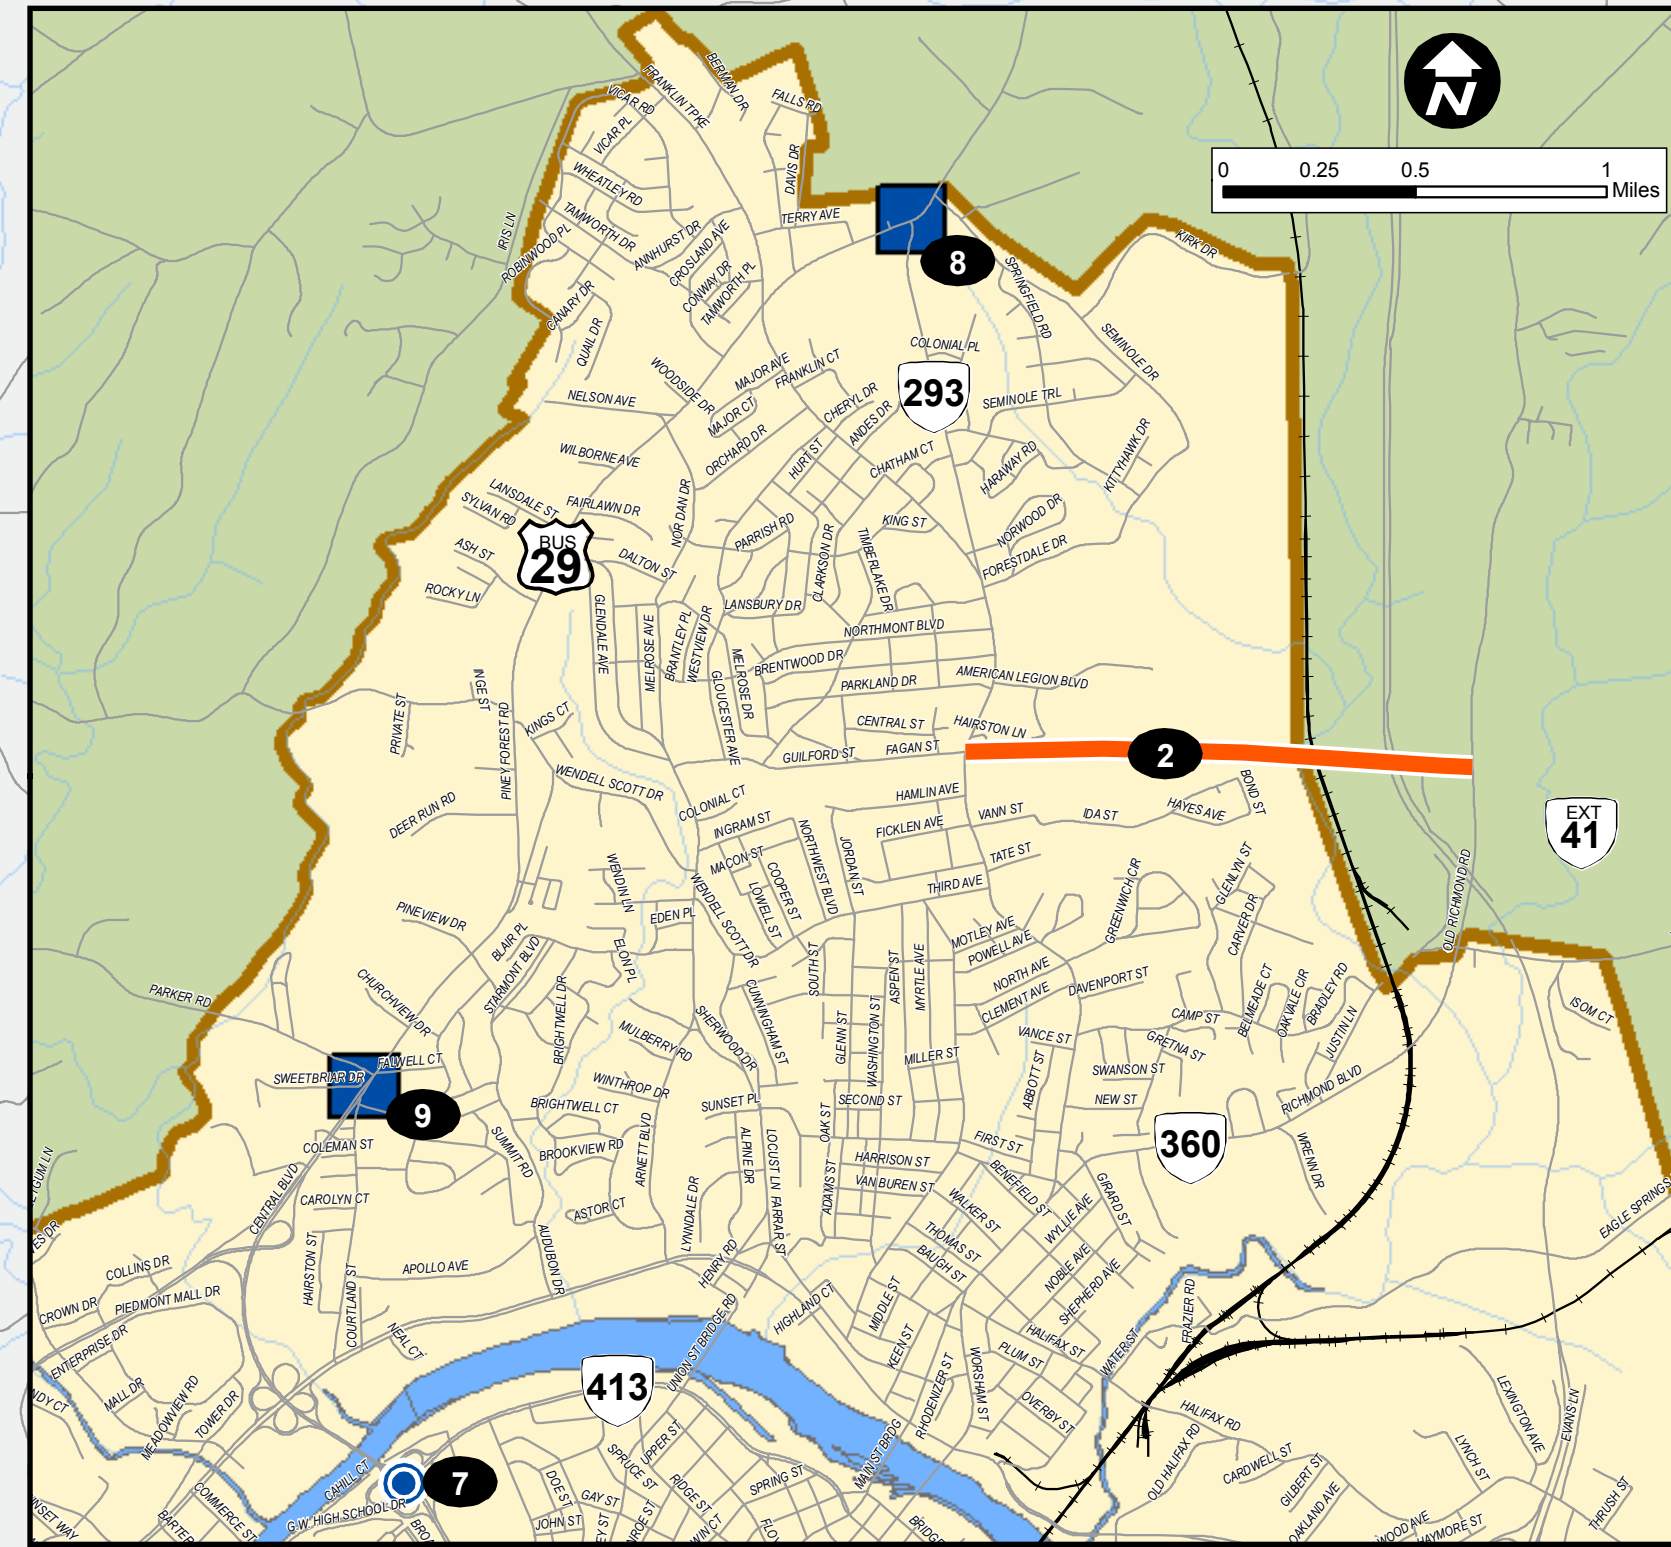 N
0 0.25 0.5 1
Miles
FRANKLIN TPKE
BERMAN DR
VICAR RD
FALLS RD
VICAR PL
DAVIS DR
WHEATLEY RD
TERRY AVE
TAMWORTH DR
ANNHURST DR
CROSLAND AVE
IRIS LN
ROBINWOOD PL
CONWAY DR
TAMWORTH PL
8
KIRK DR
SPRINGFIELD RD
CANARY DR
QUAIL DR
COLONIAL PL
SEMINOLE DR
WOODSIDE DR
MAJOR AVE
FRANKLIN CT
293
NELSON AVE
MAJOR CT
CHERYL DR
ANDES DR
SEMINOLE TRL
ORCHARD DR
HURT ST
WILBORNE AVE
CHATHAM CT
HARAWAY RD
KITTYHAWK DR
LANSDALE ST
SYLVAN RD
FAIRLAWN DR
NOR DAN DR
PARRISH RD
KING ST
NORWOOD DR
BUS
29
ASH ST
DALTON ST
CLARKSON DR
TIMBERLAKE DR
FORESTDALE DR
ROCKY LN
GLENDALE AVE
MELROSE AVE
BRANTLEY PL
WESTVIEW DR
LANSBURY DR
NORTHMONT BLVD
BRENTWOOD DR
MELROSE DR
GLOUCESTER AVE
PARKLAND DR
AMERICAN LEGION BLVD
INGE ST
PRIVATE ST
PINEY FOREST RD
KINGS CT
CENTRAL ST
HAIRSTON LN
GUILFORD ST
FAGAN ST
2
WENDELL SCOTT DR
COLONIAL CT
HAMLIN AVE
BOND ST
DEER RUN RD
INGRAM ST
FICKLEN AVE
VANN ST
IDA ST
HAYES AVE
EXT
41
MACON ST
NORTHWEST BLVD
JORDAN ST
TATE ST
COOPER ST
LOWELL ST
THIRD AVE
WENDIN LN
EDEN PL
WENDELL SCOTT DR
GREENWICH CIR
GLENLYN ST
CARVER DR
OLD RICHMOND RD
PINEVIEW DR
BLAIR PL
STARMONT BLVD
ELON PL
MOTLEY AVE
POWELL AVE
NORTH AVE
CLEMENT AVE
DAVENPORT ST
SOUTH ST
ASPEN ST
MYRTLE AVE
PARKER RD
CHURCHVIEW DR
BRIGHTWELL DR
CUNNINGHAM ST
SHERWOOD DR
MULBERRY RD
GLENN ST
WASHINGTON ST
CAMP ST
BELMEADE CT
OAKVALE CIR
BRADLEY RD
JUSTIN LN
ISOM CT
VANCE ST
GRETNA ST
MILLER ST
FALWELL CT
SWEETBRIAR DR
9
WINTHROP DR
BRIGHTWELL CT
SUNSET PL
SECOND ST
ABBOTT ST
SWANSON ST
NEW ST
RICHMOND BLVD
COLEMAN ST
SUMMIT RD
BROOKVIEW RD
ARNETT BLVD
ALPINE DR
LOCUST LN
OAK ST
FIRST ST
360
WRENN DR
HARRISON ST
VAN BUREN ST
BENEFIELD ST
GIRARD ST
CAROLYN CT
CENTRAL BLVD
ASTOR CT
LYNNDALE DR
FARRAR ST
ADAMS ST
WALKER ST
WYLLIE AVE
THOMAS ST
BAUGH ST
NOBLE AVE
SHEPHERD AVE
EAGLE SPRINGS
COLLINS DR
APOLLO AVE
AUDUBON DR
HENRY RD
HAIRSTON ST
COURTLAND ST
CROWN DR
PIEDMONT MALL DR
ENTERPRISE DR
NEAL CT
UNION ST BRIDGE RD
HIGHLAND CT
MIDDLE ST
KEEN ST
FRAZIER RD
HALIFAX ST
PLUM ST
WATER ST
RHODENIZER ST
WORSHAM ST
OVERBY ST
413
MALL DR
MEADOWVIEW RD
TOWER DR
HALIFAX RD
OLD HALIFAX RD
LEXINGTON AVE
EVANS LN
LYNCH ST
CARDWELL ST
GILBERT ST
OAKLAND AVE
THRUSH ST
7
CAHILL CT
G.W. HIGH SCHOOL DR
COMMERCE ST
DOE ST
GAY ST
JOHN ST
SPRUCE ST
UPPER ST
RIDGE ST
SPRING ST
MAIN ST BRDG
HAYMORE ST